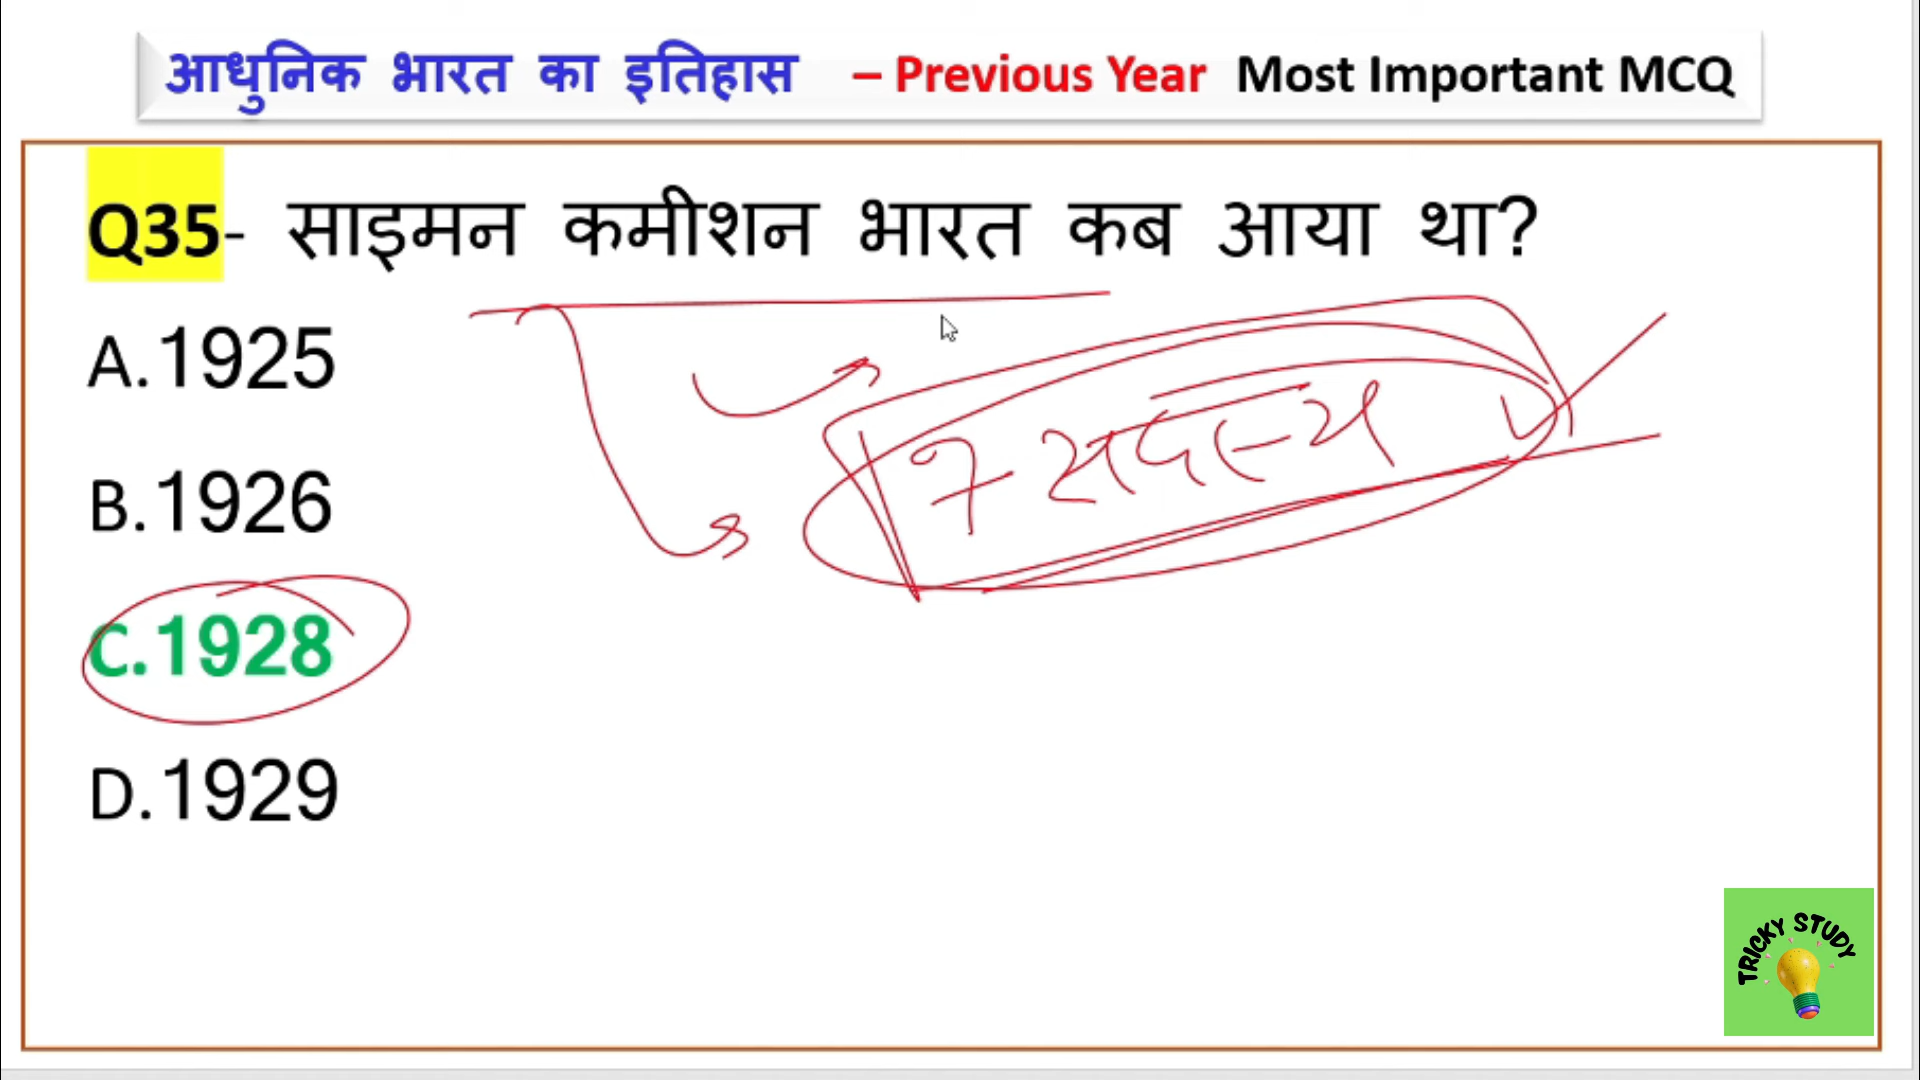 आधुनिक भारत का इतिहास – Previous Year Most Important MCQ
Q35- साइमन कमीशन भारत कब आया था?
A.1925
7 सदस्य
B.1926
C.1928
D.1929
TRICKY STUDY